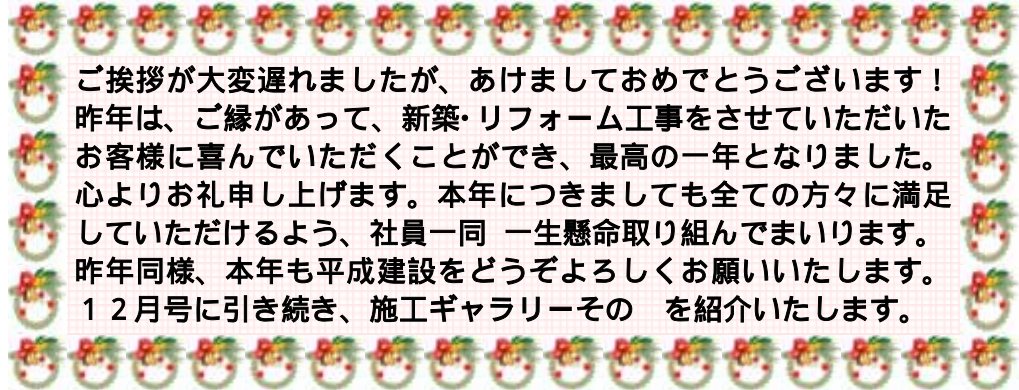 ご挨拶が大変遅れましたが、あけましておめでとうございます！
昨年は、ご縁があって、新築・リフォーム工事をさせていただいた
お客様に喜んでいただくことができ、最高の一年となりました。
心よりお礼申し上げます。本年につきましても全ての方々に満足
していただけるよう、社員一同 一生懸命取り組んでまいります。
昨年同様、本年も平成建設をどうぞよろしくお願いいたします。
１２月号に引き続き、施工ギャラリーその　を紹介いたします。